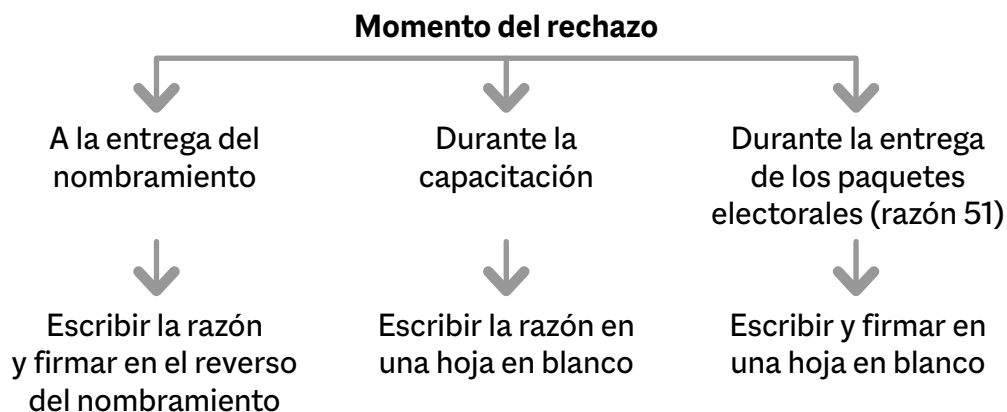 Momento del rechazo
A la entrega del
nombramiento
Durante la
capacitación
Durante la entrega
de los paquetes
electorales (razón 51)
Escribir la razón
y firmar en el reverso
del nombramiento
Escribir la razón en
una hoja en blanco
Escribir y firmar en
una hoja en blanco